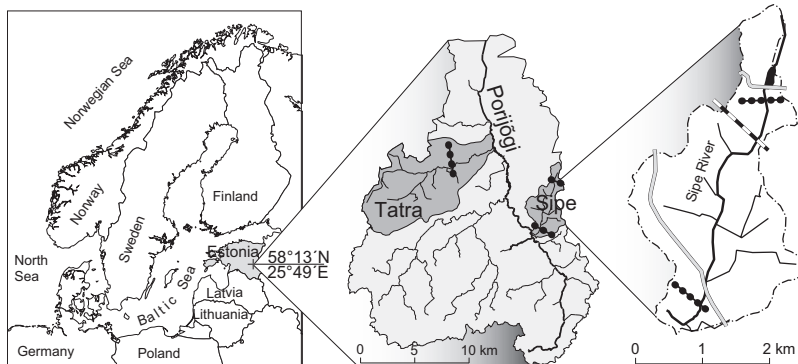 Norwegian Sea
Norway
Sweden
Finland
North
Sea
Estonia
58°13´N
25°49´E
Baltic Sea
Latvia
Lithuania
Germany
Poland
Porijõgi
Tatra
Sipe
0 5 10 km
Sipe River
0 1 2 km